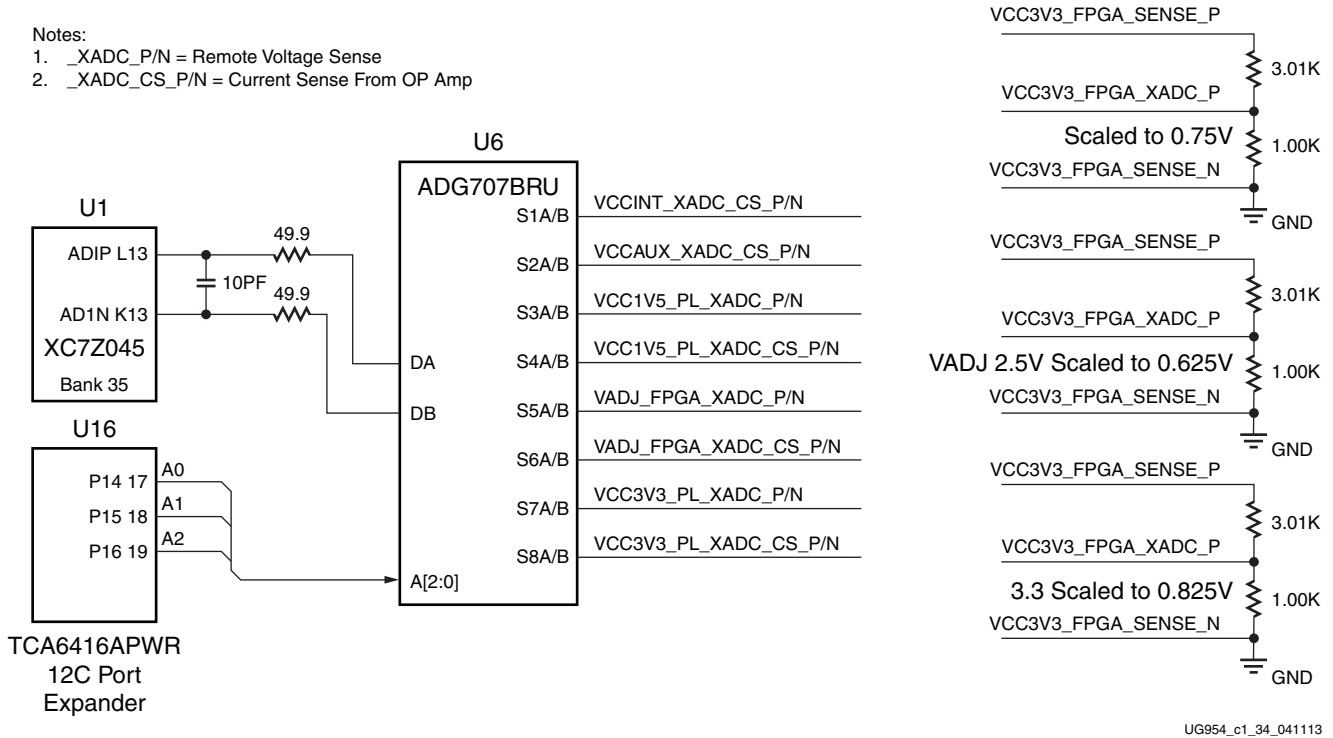 Notes:
1. _XADC_P/N = Remote Voltage Sense
2. _XADC_CS_P/N = Current Sense From OP Amp
U1
ADIP L13
AD1N K13
XC7Z045
Bank 35
10PF
49.9
49.9
U16
P14 17
P15 18
P16 19
A0
A1
A2
TCA6416APWR
12C Port
Expander
U6
ADG707BRU
DA
DB
A[2:0]
S1A/B
VCCINT_XADC_CS_P/N
S2A/B
VCCAUX_XADC_CS_P/N
S3A/B
VCC1V5_PL_XADC_P/N
S4A/B
VCC1V5_PL_XADC_CS_P/N
S5A/B
VADJ_FPGA_XADC_P/N
S6A/B
VADJ_FPGA_XADC_CS_P/N
S7A/B
VCC3V3_PL_XADC_P/N
S8A/B
VCC3V3_PL_XADC_CS_P/N
VCC3V3_FPGA_SENSE_P
3.01K
VCC3V3_FPGA_XADC_P
Scaled to 0.75V
1.00K
VCC3V3_FPGA_SENSE_N
GND
VCC3V3_FPGA_SENSE_P
3.01K
VCC3V3_FPGA_XADC_P
VADJ 2.5V Scaled to 0.625V
1.00K
VCC3V3_FPGA_SENSE_N
GND
VCC3V3_FPGA_SENSE_P
3.01K
VCC3V3_FPGA_XADC_P
3.3 Scaled to 0.825V
1.00K
VCC3V3_FPGA_SENSE_N
GND
UG954_c1_34_041113